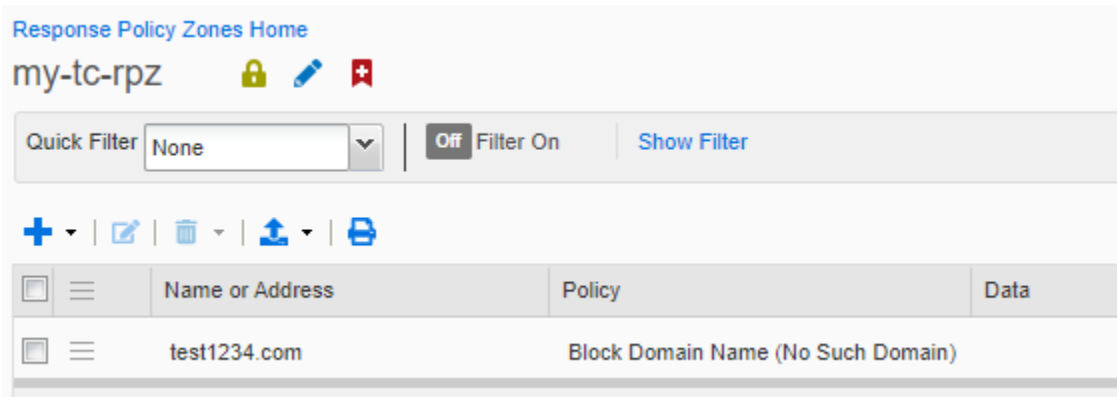 Response Policy Zones Home
my-tc-rpz
Quick Filter None Off Filter On Show Filter
Name or Address Policy Data
test1234.com Block Domain Name (No Such Domain)